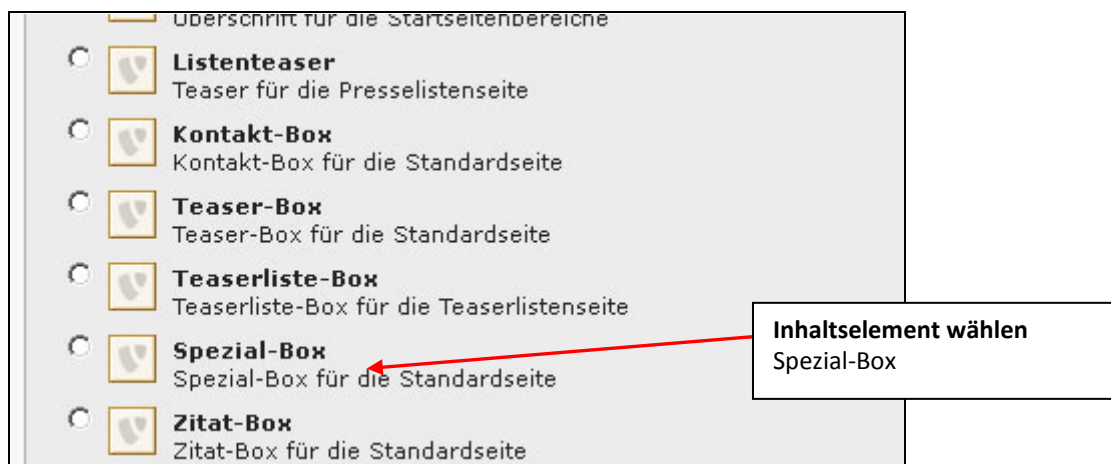 Überschrift für die Startseitenbereiche
Listenteaser
Teaser für die Presselistenseite
Kontakt-Box
Kontakt-Box für die Standardseite
Teaser-Box
Teaser-Box für die Standardseite
Teaserliste-Box
Teaserliste-Box für die Teaserlistenseite
Spezial-Box
Spezial-Box für die Standardseite
Zitat-Box
Zitat-Box für die Standardseite
Inhaltselement wählen
Spezial-Box